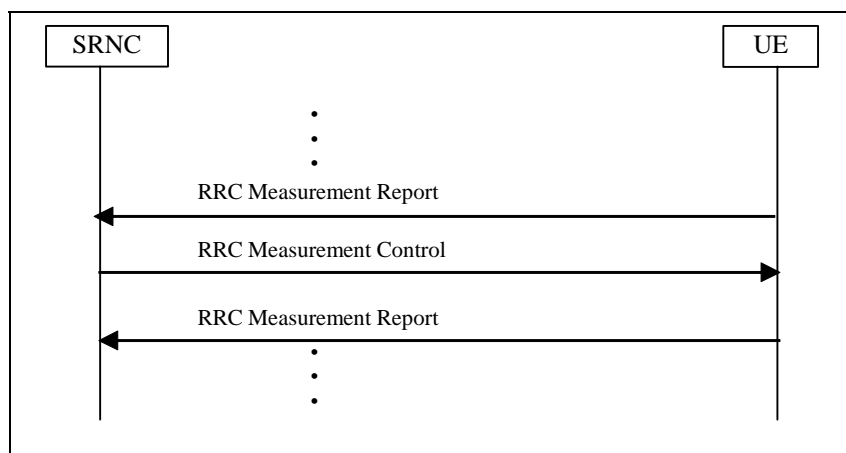 SRNC
UE
RRC Measurement Report
RRC Measurement Control
RRC Measurement Report